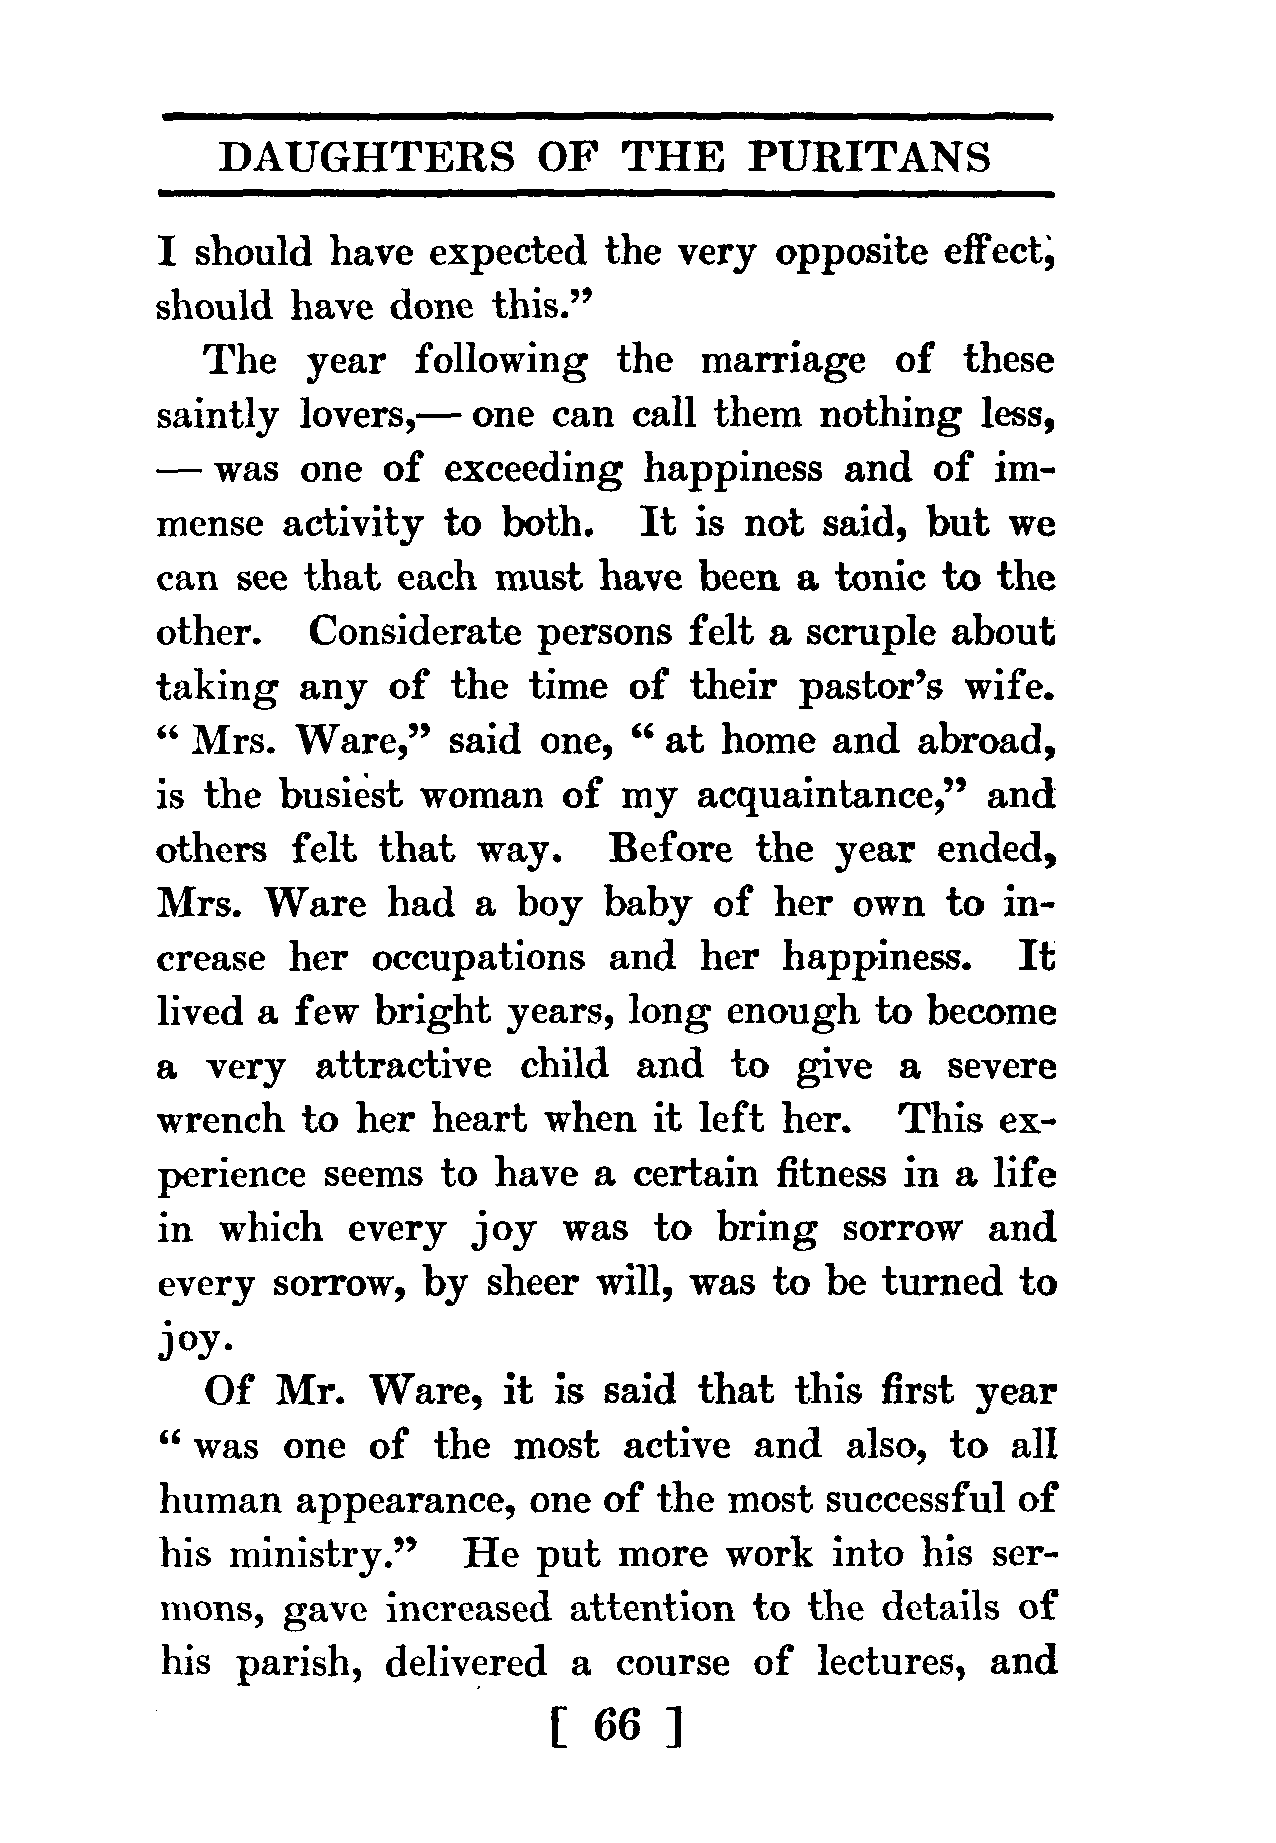 DAUGHTERS OF THE PURITANS
I should have expected the very opposite effect,
should have done this.”
The year following the marriage of these
saintly lovers,— one can call them nothing less,
— was one of exceeding happiness and of im-
mense activity to both. It is not said, but we
can see that each must have been a tonic to the
other. Considerate persons felt a scruple about
taking any of the time of their pastor’s wife.
“ Mrs. Ware,” said one, “ at home and abroad,
is the busiest woman of my acquaintance,” and
others felt that way. Before the year ended,
Mrs. Ware had a boy baby of her own to in-
crease her occupations and her happiness. It
lived a few bright years, long enough to become
a very attractive child and to give a severe
wrench to her heart when it left her. This ex-
perience seems to have a certain fitness in a life
in which every joy was to bring sorrow and
every sorrow, by sheer will, was to be turned to
joy.
Of Mr. Ware, it is said that this first year
“ was one of the most active and also, to all
human appearance, one of the most successful of
his ministry.” He put more work into his ser-
mons, gave increased attention to the details of
his parish, delivered a course of lectures, and
[ 66 ]